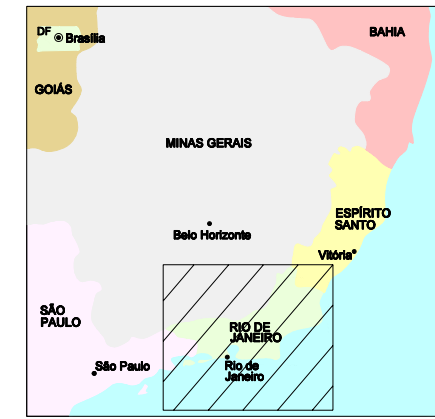 DF
Brasília
BAHIA
GOIÁS
MINAS GERAIS
ESPÍRITO
SANTO
Belo Horizonte
Vitória
SÃO
PAULO
RIO DE
JANEIRO
São Paulo
Rio de
Janeiro